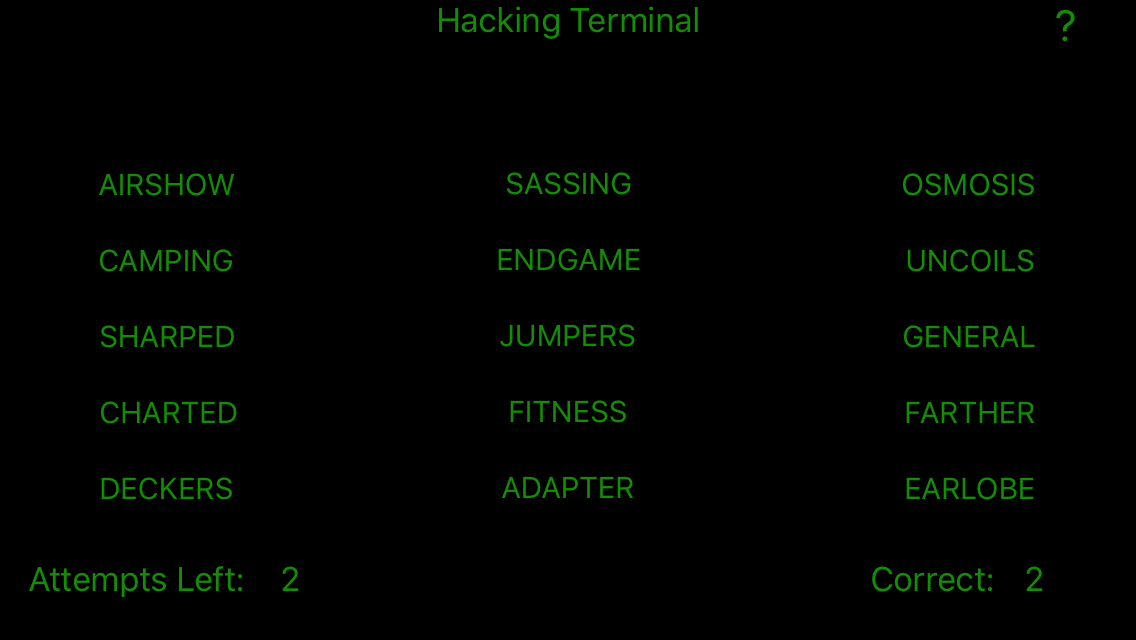 Hacking Terminal ?
AIRSHOW SASSING OSMOSIS
CAMPING ENDGAME UNCOILS
SHARPED JUMPERS GENERAL
CHARTED FITNESS FARTHER
DECKERS ADAPTER EARLOBE
Attempts Left: 2 Correct: 2